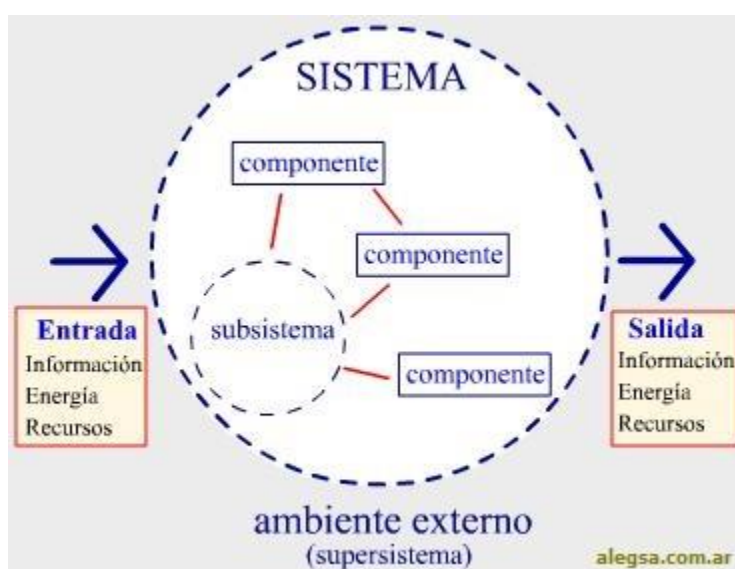 SISTEMA
componente
componente
subsistema
componente
Entrada
Información
Energía
Recursos
Salida
Información
Energía
Recursos
ambiente externo
(supersistema)
alegsa.com.ar